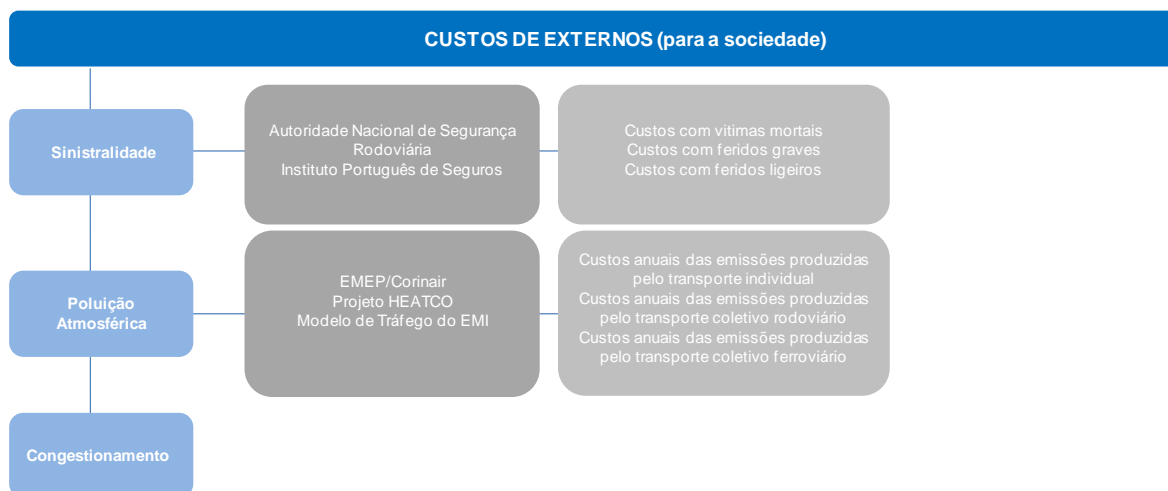 CUSTOS DE EXTERNOS (para a sociedade)
Sinistralidade
Autoridade Nacional de Segurança
Rodoviária
Instituto Português de Seguros
Custos com vitimas mortais
Custos com feridos graves
Custos com feridos ligeiros
Poluição
Atmosférica
EMEP/Corinair
Projeto HEATCO
Modelo de Tráfego do EMI
Custos anuais das emissões produzidas
pelo transporte individual
Custos anuais das emissões produzidas
pelo transporte coletivo rodoviário
Custos anuais das emissões produzidas
pelo transporte coletivo ferroviário
Congestionamento